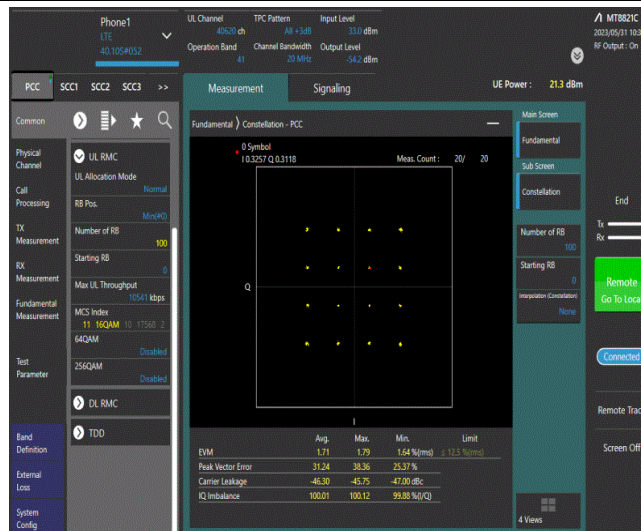 Phone1
LTE
40.105#052
UL Channel
40620 ch
TPC Pattern
All +3dB
Input Level
33.0 dBm
Operation Band
41
Channel Bandwidth
20 MHz
Output Level
-54.2 dBm
MT8821C
2023/05/31 10:3
RF Output : On
PCC
SCC1
SCC2
SCC3
>>
Measurement
Signaling
UE Power :
21.3 dBm
Common
Physical
Channel
Call
Processing
TX
Measurement
RX
Measurement
Fundamental
Measurement
Test
Parameter
Band
Definition
External
Loss
System
Config
UL RMC
UL Allocation Mode
Normal
RB Pos.
Min(#0)
Number of RB
100
Starting RB
0
Max UL Throughput
10541 kbps
MCS Index
11 16QAM 10 17568 2
64QAM
Disabled
256QAM
Disabled
DL RMC
TDD
Fundamental
Constellation - PCC
0 Symbol
I 0.3257 Q 0.3118
Meas. Count : 20/ 20
Q
I
Avg. Max. Min. Limit
EVM 1.71 1.79 1.64 %(rms) ≤ 12.5 %(rms)
Peak Vector Error 31.24 38.36 25.37 %
Carrier Leakage -46.30 -45.75 -47.00 dBc
IQ Imbalance 100.01 100.12 99.88 %(I/Q)
Main Screen
Fundamental
Sub Screen
Constellation
Number of RB
100
Starting RB
0
Interpolation (Constellation)
None
4 Views
End
Tx
Rx
Remote
Go To Loca
Connected
Remote Trac
Screen Off